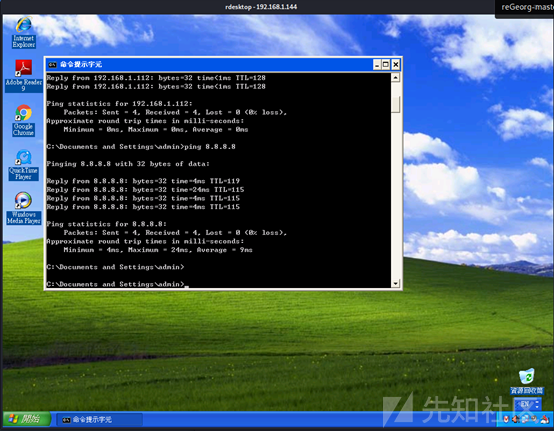 rdesktop - 192.168.1.144
reGeorg-mast
Internet
Explorer
Adobe Reader
9
Google
Chrome
QuickTime
Player
Windows
Media Player
命令提示字元
Reply from 192.168.1.112: bytes=32 time<1ms TTL=128
Reply from 192.168.1.112: bytes=32 time<1ms TTL=128
Ping statistics for 192.168.1.112:
Packets: Sent = 4, Received = 4, Lost = 0 (0% loss),
Approximate round trip times in milli-seconds:
Minimum = 0ms, Maximum = 0ms, Average = 0ms
C:\Documents and Settings\admin>ping 8.8.8.8
Pinging 8.8.8.8 with 32 bytes of data:
Reply from 8.8.8.8: bytes=32 time=4ms TTL=119
Reply from 8.8.8.8: bytes=32 time=24ms TTL=115
Reply from 8.8.8.8: bytes=32 time=4ms TTL=115
Reply from 8.8.8.8: bytes=32 time=4ms TTL=115
Ping statistics for 8.8.8.8:
Packets: Sent = 4, Received = 4, Lost = 0 (0% loss),
Approximate round trip times in milli-seconds:
Minimum = 4ms, Maximum = 24ms, Average = 9ms
C:\Documents and Settings\admin>
C:\Documents and Settings\admin>_
資源回收筒
EN
先知社区
開始
命令提示字元